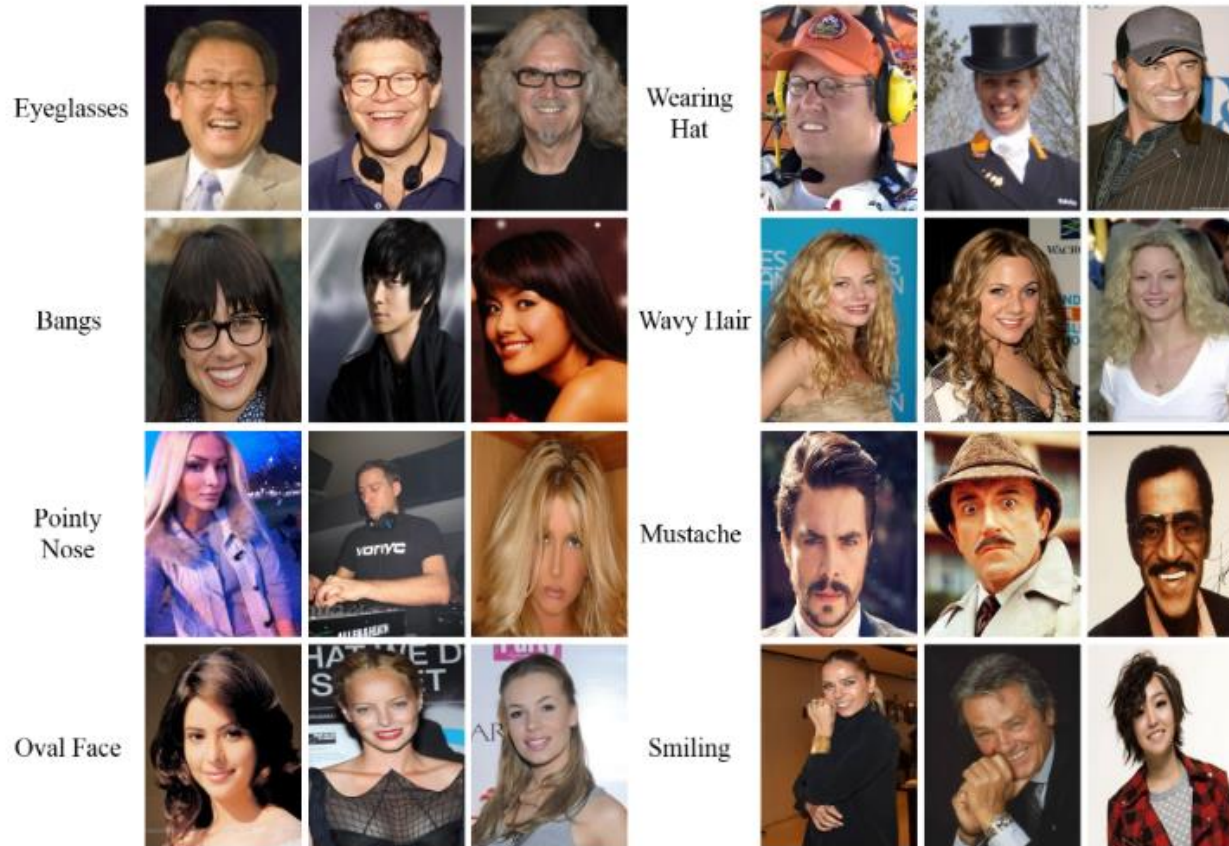 Eyeglasses
Wearing
Hat
Bangs
Wavy Hair
Pointy
Nose
Mustache
Oval Face
Smiling